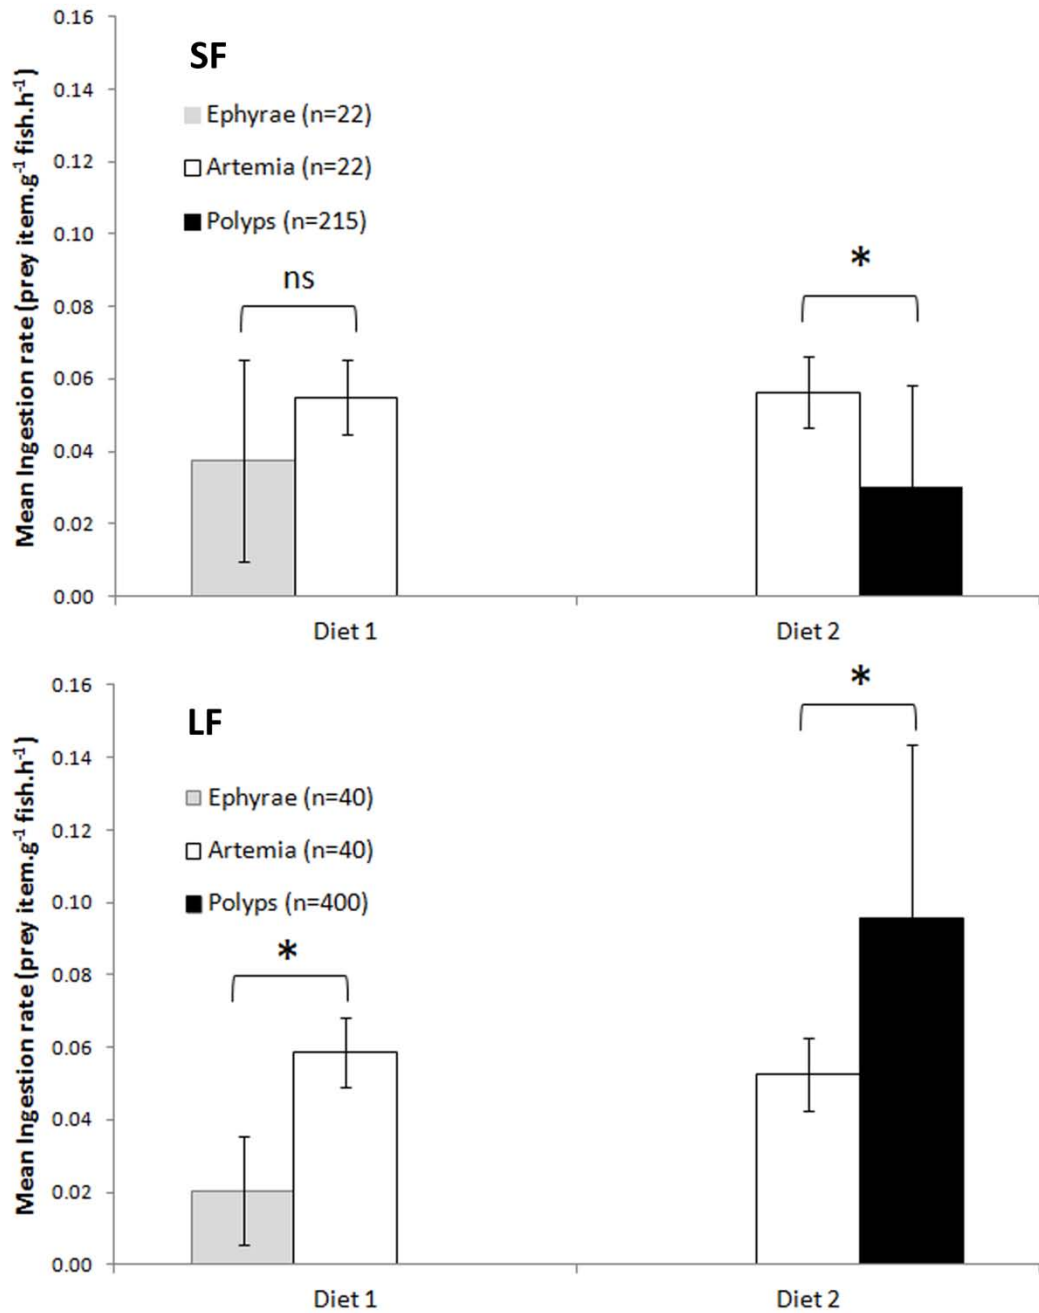 SF
Ephyrae (n=22)
Artemia (n=22)
Polyps (n=215)
Mean Ingestion rate (prey item.g⁻¹ fish.h⁻¹)
0.16
0.14
0.12
0.10
0.08
0.06
0.04
0.02
0.00
ns
*
Diet 1
Diet 2
LF
Ephyrae (n=40)
Artemia (n=40)
Polyps (n=400)
Mean Ingestion rate (prey item.g⁻¹ fish.h⁻¹)
0.16
0.14
0.12
0.10
0.08
0.06
0.04
0.02
0.00
*
*
Diet 1
Diet 2